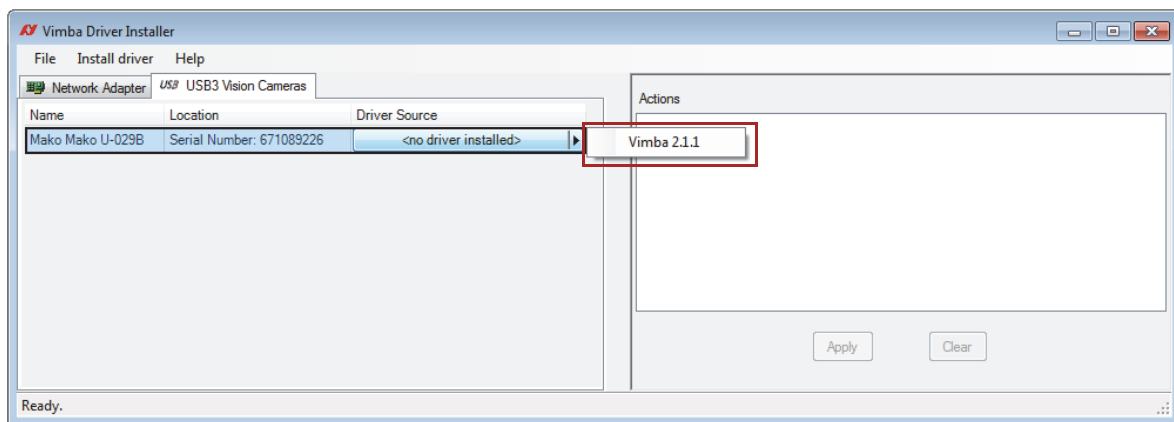 Vimba Driver Installer
File Install driver Help
Network Adapter USB USB3 Vision Cameras
Actions
Name Location Driver Source
Mako Mako U-029B Serial Number: 671089226 <no driver installed> Vimba 2.1.1
Apply Clear
Ready.